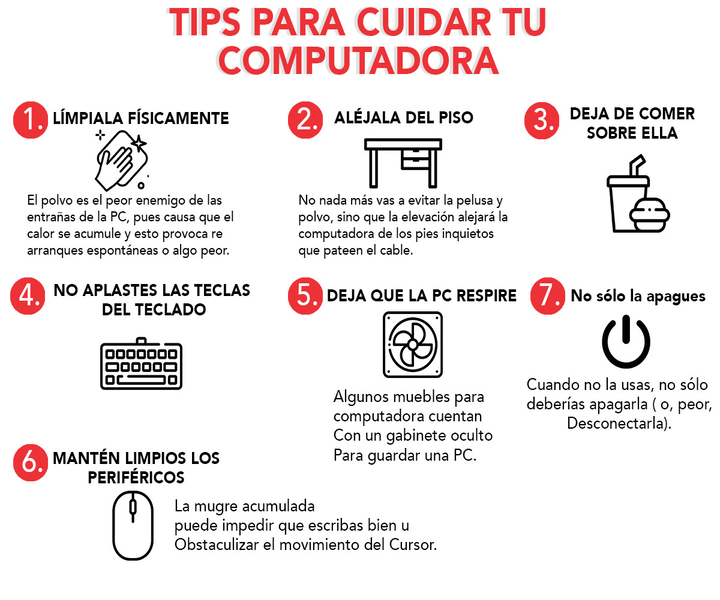 TIPS PARA CUIDAR TU
COMPUTADORA
1. LÍMPIALA FÍSICAMENTE
El polvo es el peor enemigo de las
entrañas de la PC, pues causa que el
calor se acumule y esto provoca re
arranques espontáneos o algo peor.
2. ALÉJALA DEL PISO
No nada más vas a evitar la pelusa y
polvo, sino que la elevación alejará la
computadora de los pies inquietos
que pateen el cable.
3. DEJA DE COMER
SOBRE ELLA
4. NO APLASTES LAS TECLAS
DEL TECLADO
5. DEJA QUE LA PC RESPIRE
Algunos muebles para
computadora cuentan
Con un gabinete oculto
Para guardar una PC.
7. No sólo la apagues
Cuando no la usas, no sólo
deberías apagarla ( o, peor,
Desconectarla).
6. MANTÉN LIMPIOS LOS
PERIFÉRICOS
La mugre acumulada
puede impedir que escribas bien u
Obstaculizar el movimiento del Cursor.